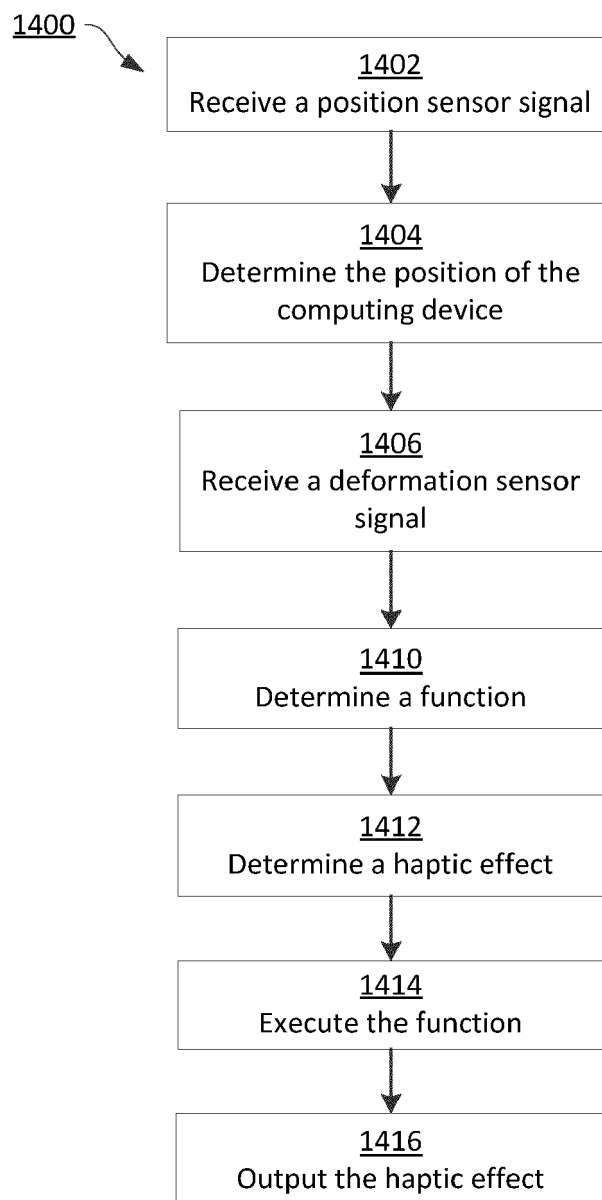 1400
1402
Receive a position sensor signal
1404
Determine the position of the
computing device
1406
Receive a deformation sensor
signal
1410
Determine a function
1412
Determine a haptic effect
1414
Execute the function
1416
Output the haptic effect